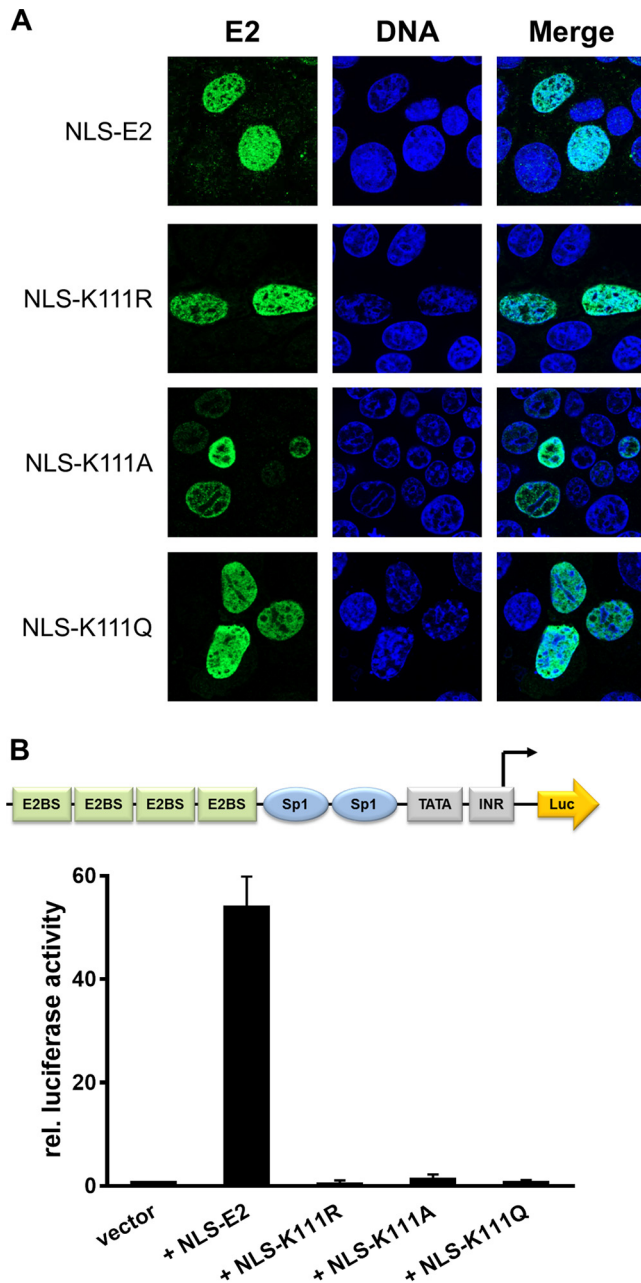 A
E2 DNA Merge
NLS-E2
NLS-K111R
NLS-K111A
NLS-K111Q
B
E2BS E2BS E2BS E2BS Sp1 Sp1 TATA INR Luc
rel. luciferase activity
60
40
20
0
vector + NLS-E2 + NLS-K111R + NLS-K111A + NLS-K111Q